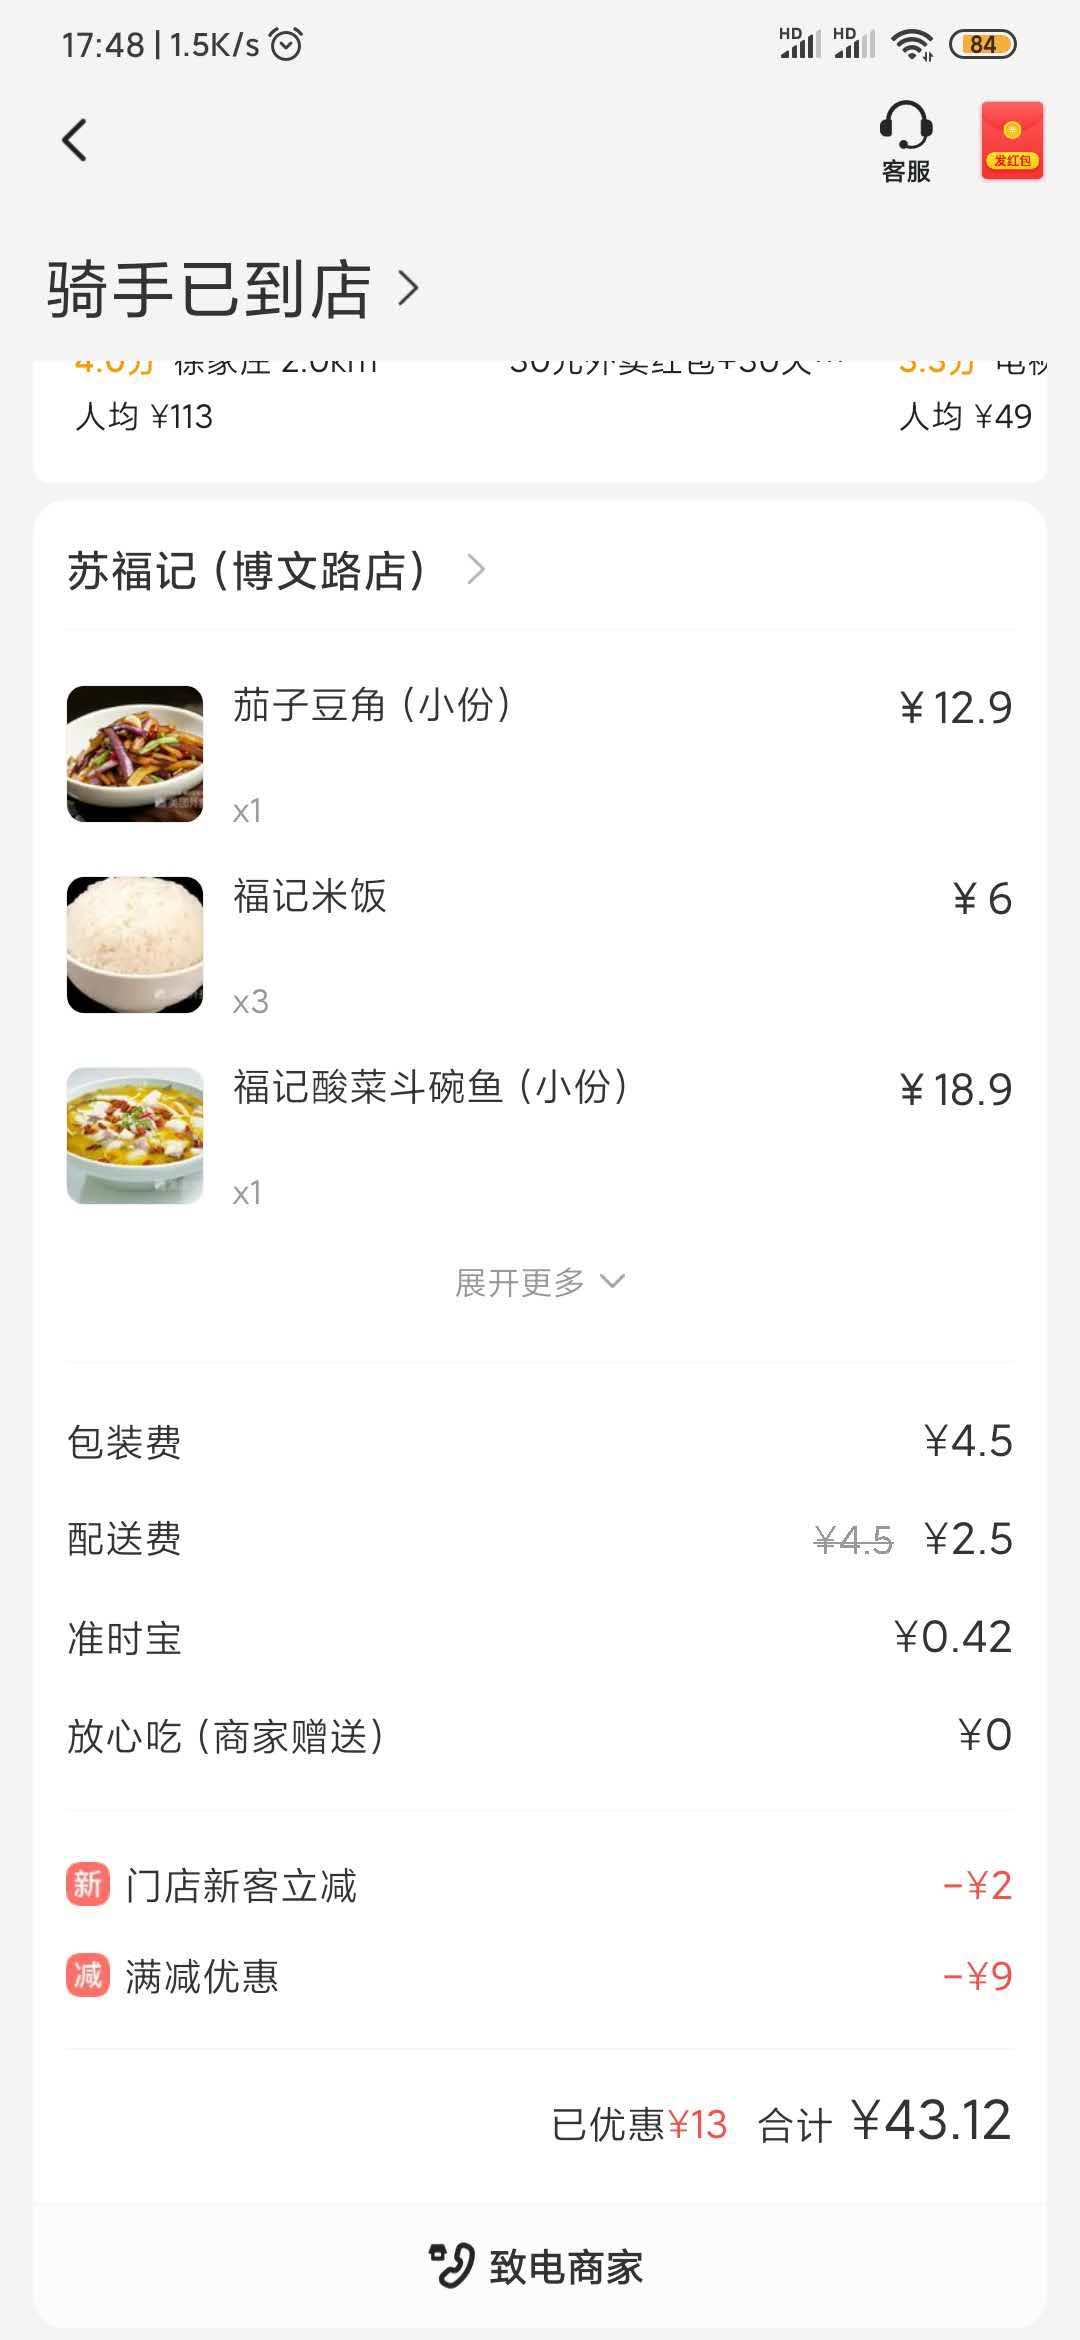 17:48 | 1.5K/s
HD HD 84
客服
发红包
骑手已到店
人均 ¥113
人均 ¥49
苏福记（博文路店）
茄子豆角（小份） ¥12.9
x1
福记米饭 ¥6
x3
福记酸菜斗碗鱼（小份） ¥18.9
x1
展开更多
包装费 ¥4.5
配送费 ¥4.5 ¥2.5
准时宝 ¥0.42
放心吃（商家赠送） ¥0
新 门店新客立减 -¥2
减 满减优惠 -¥9
已优惠¥13 合计 ¥43.12
致电商家